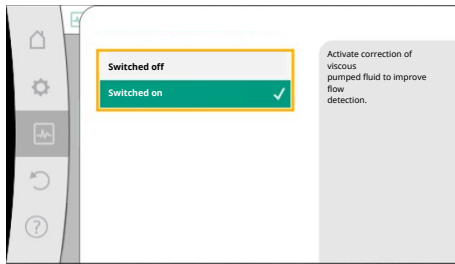 Switched off
Switched on
Activate correction of
viscous
pumped fluid to improve
flow
detection.